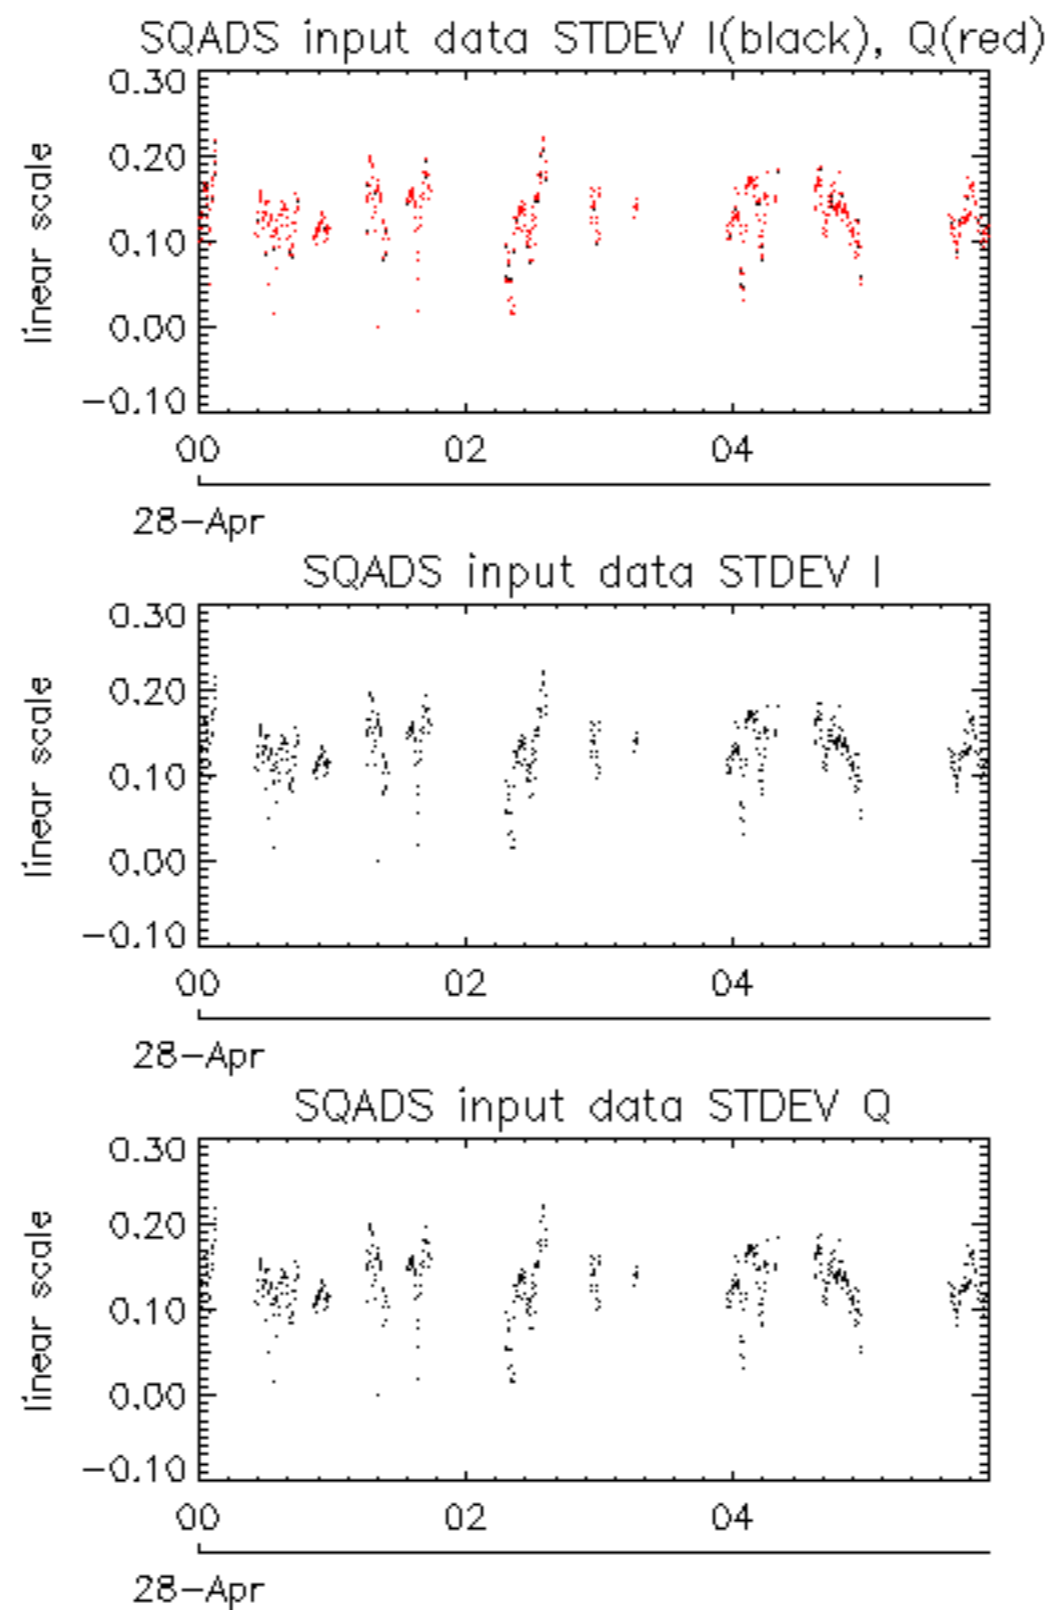 SQADS input data STDEV I(black), Q(red)
0.30
0.20
0.10
0.00
-0.10
linear scale
00 02 04
28-Apr
SQADS input data STDEV I
0.30
0.20
0.10
0.00
-0.10
linear scale
00 02 04
28-Apr
SQADS input data STDEV Q
0.30
0.20
0.10
0.00
-0.10
linear scale
00 02 04
28-Apr